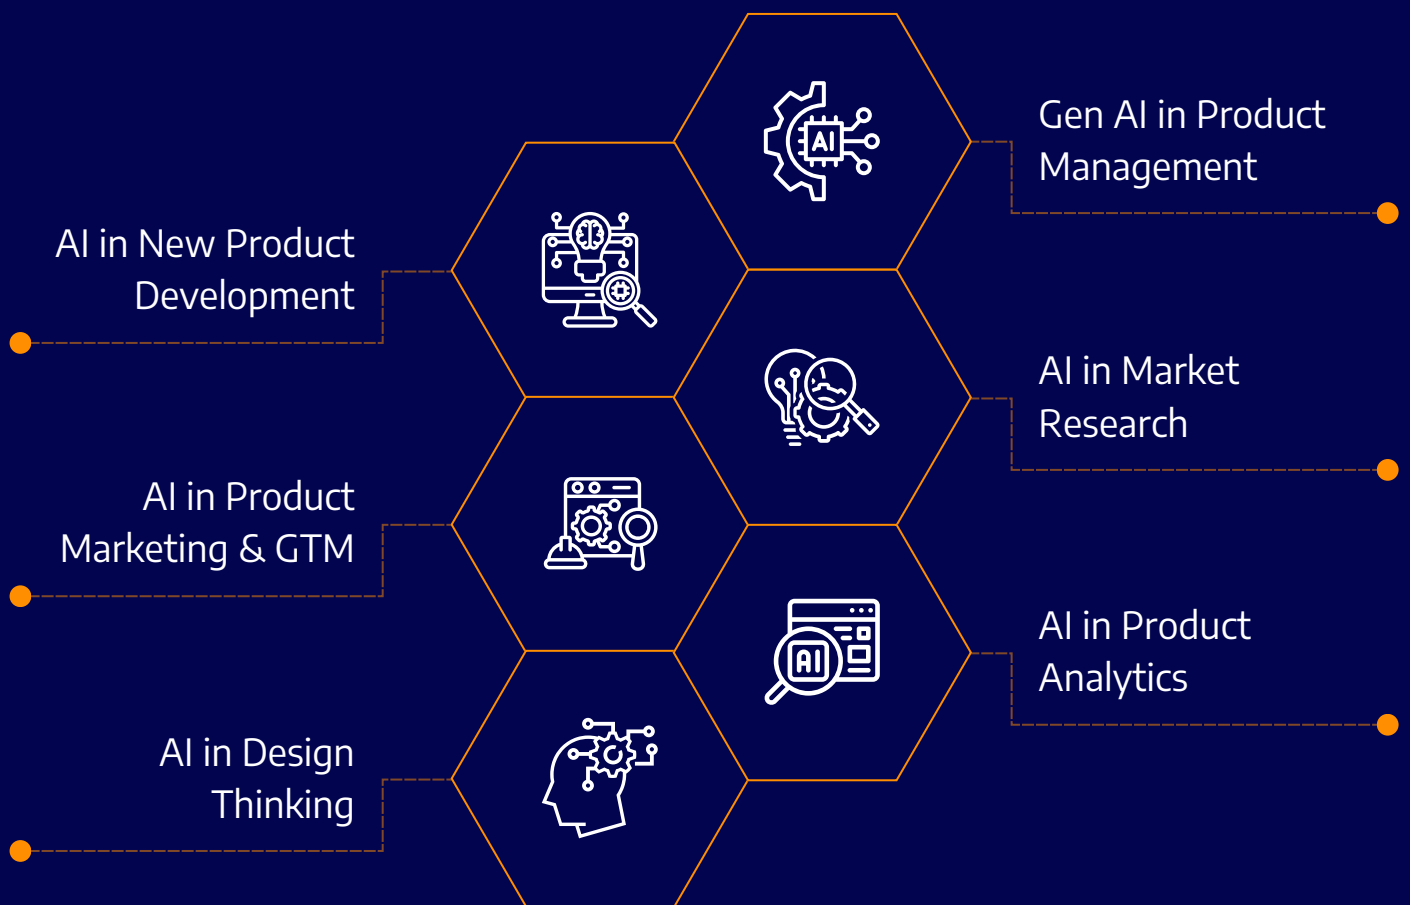 Gen AI in Product
Management
AI in New Product
Development
AI in Market
Research
AI in Product
Marketing & GTM
AI in Product
Analytics
AI in Design
Thinking
AI
AI